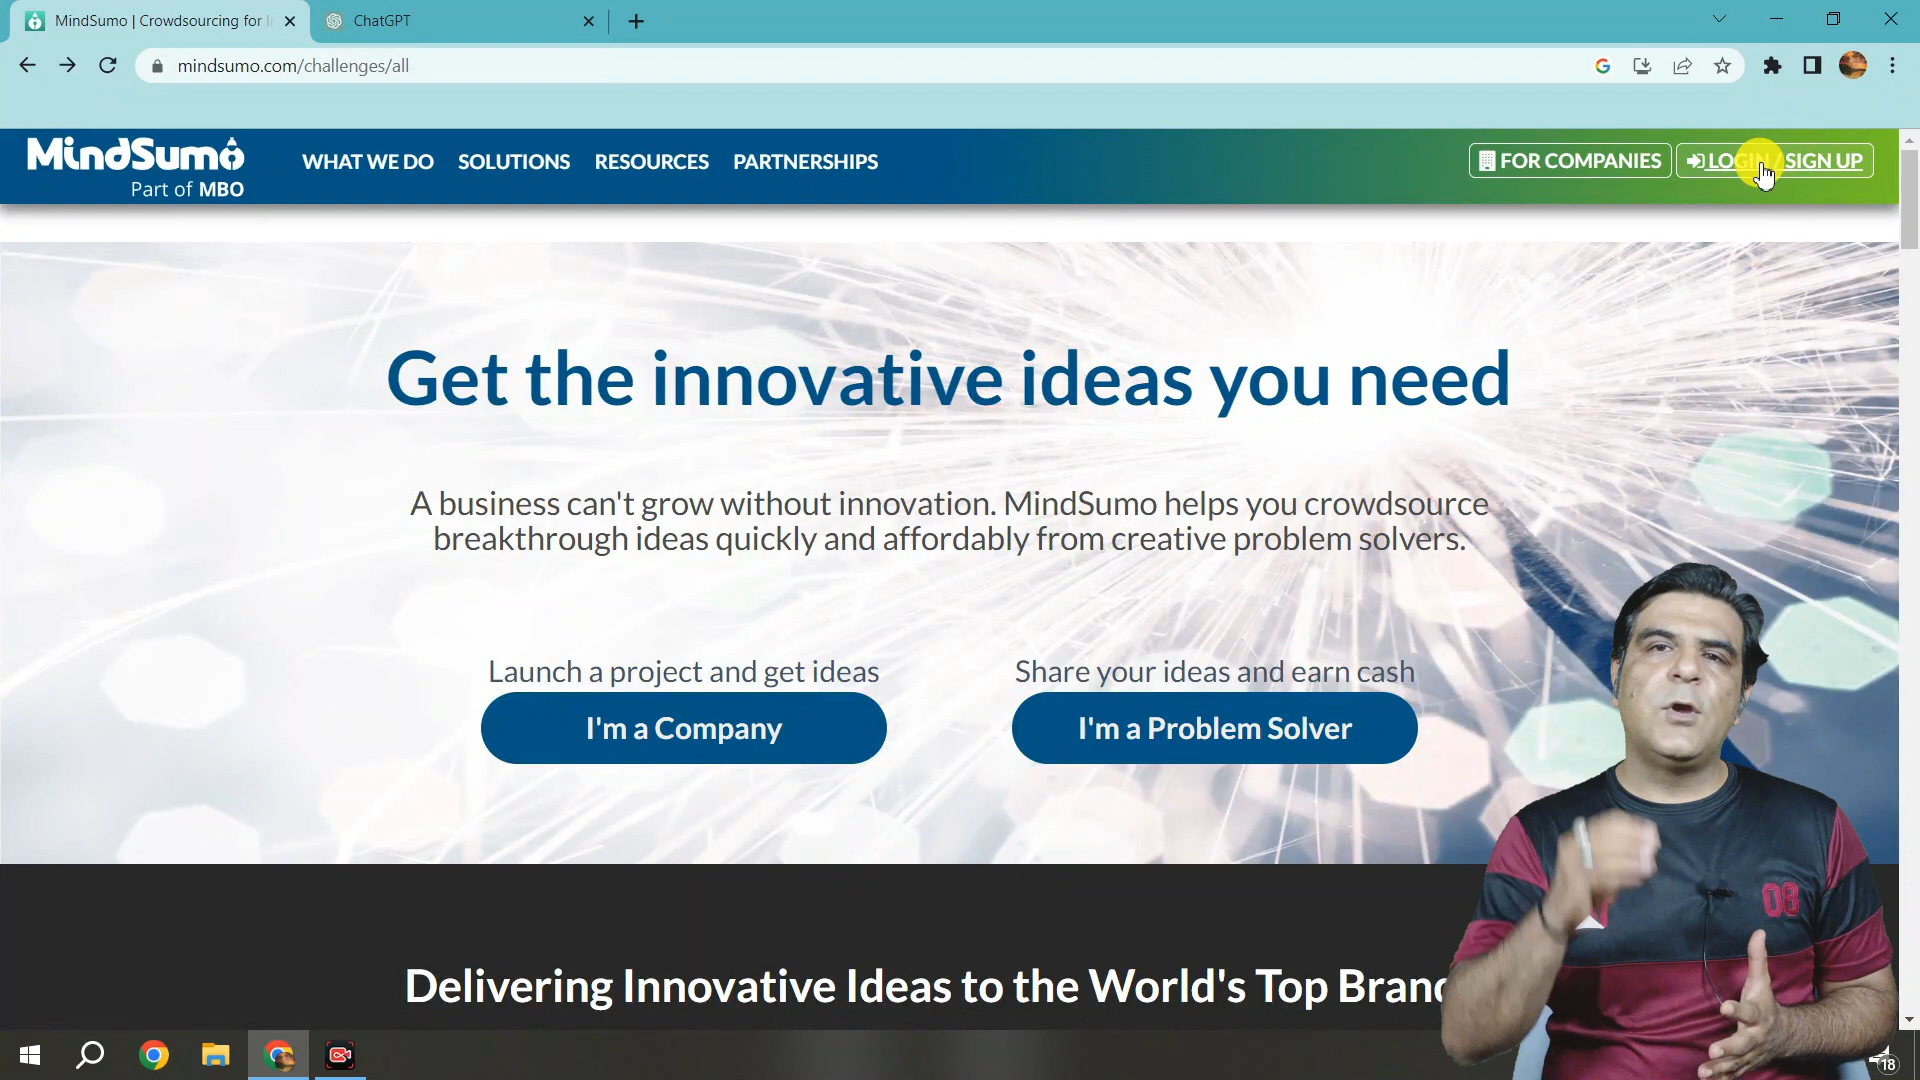 MindSumo | Crowdsourcing for I
ChatGPT
mindsumo.com/challenges/all
MindSumo
Part of MBO
WHAT WE DO
SOLUTIONS
RESOURCES
PARTNERSHIPS
FOR COMPANIES
LOGIN / SIGN UP
Get the innovative ideas you need
A business can't grow without innovation. MindSumo helps you crowdsource
breakthrough ideas quickly and affordably from creative problem solvers.
Launch a project and get ideas
I'm a Company
Share your ideas and earn cash
I'm a Problem Solver
Delivering Innovative Ideas to the World's Top Brand
08
18